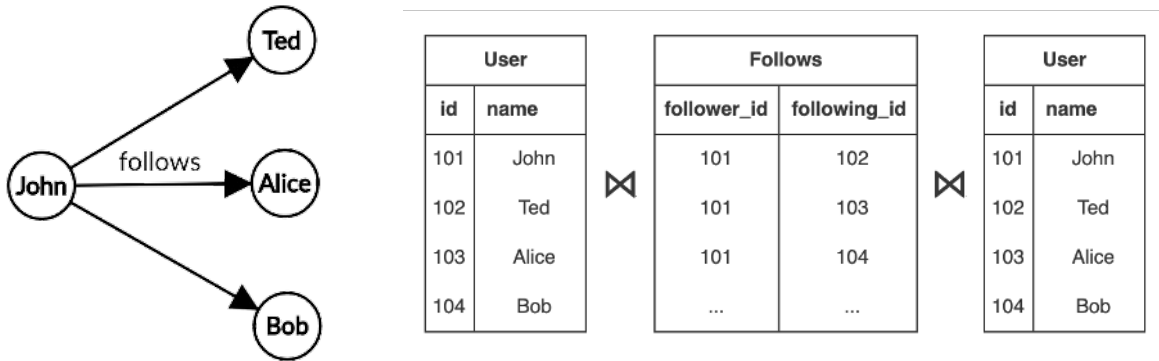 Ted
follows
John
Alice
Bob
User
id name
101 John
102 Ted
103 Alice
104 Bob
⋈
Follows
follower_id following_id
101 102
101 103
101 104
... ...
⋈
User
id name
101 John
102 Ted
103 Alice
104 Bob